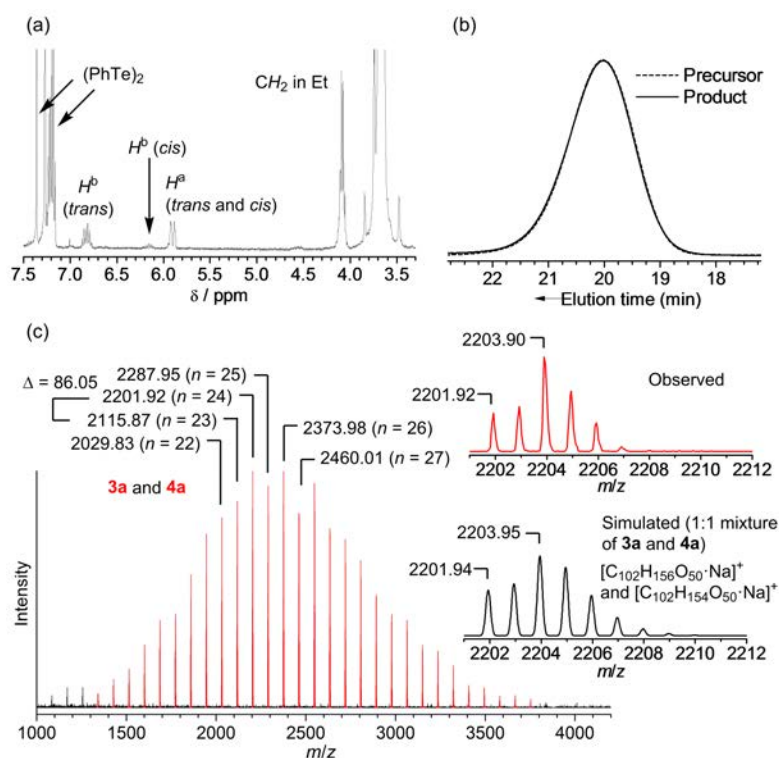 (a)
(PhTe)2
CH2 in Et
Hb (cis)
Hb
(trans)
Ha
(trans and cis)
7.5 7.0 6.5 6.0 5.5 5.0 4.5 4.0 3.5
δ / ppm
(b)
Precursor
Product
22 21 20 19 18
Elution time (min)
(c)
Δ = 86.05
2287.95 (n = 25)
2201.92 (n = 24)
2115.87 (n = 23)
2029.83 (n = 22)
2373.98 (n = 26)
2460.01 (n = 27)
3a and 4a
Intensity
1000 1500 2000 2500 3000 3500 4000
m/z
2203.90
2201.92
Observed
2202 2204 2206 2208 2210 2212
m/z
2203.95
2201.94
Simulated (1:1 mixture
of 3a and 4a)
[C102H156O50·Na]+
and [C102H154O50·Na]+
2202 2204 2206 2208 2210 2212
m/z